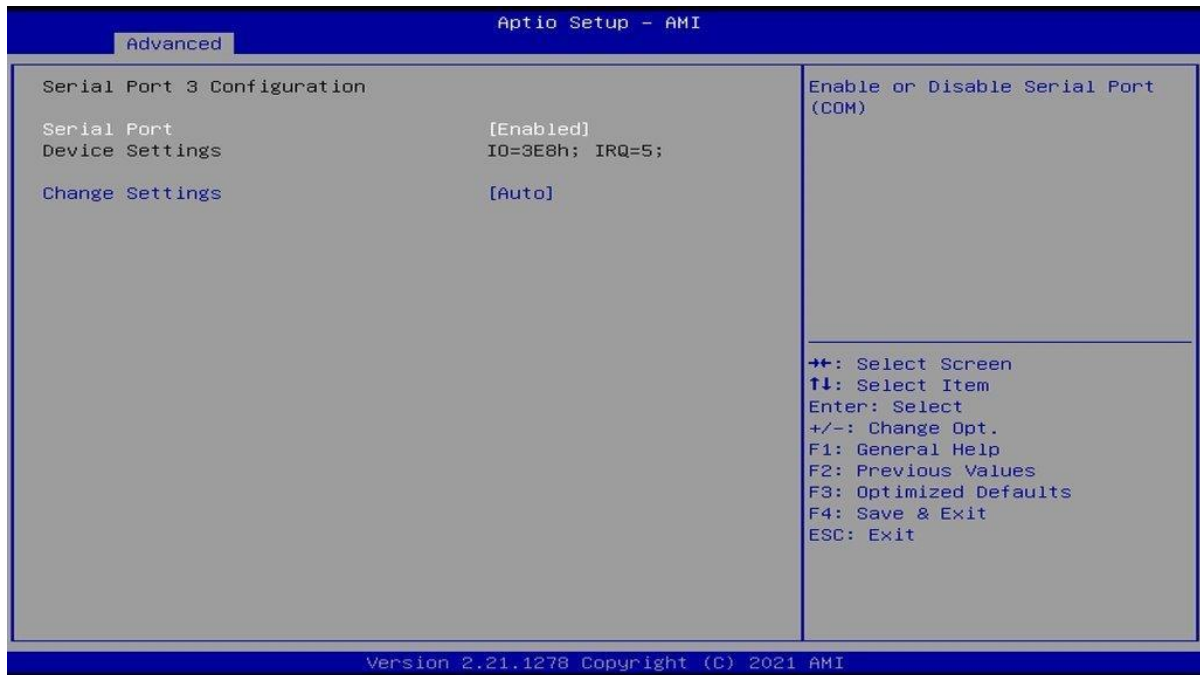 Aptio Setup – AMI
Advanced
Serial Port 3 Configuration
Serial Port [Enabled]
Device Settings IO=3E8h; IRQ=5;
Change Settings [Auto]
Enable or Disable Serial Port
(COM)
→←: Select Screen
↑↓: Select Item
Enter: Select
+/-: Change Opt.
F1: General Help
F2: Previous Values
F3: Optimized Defaults
F4: Save & Exit
ESC: Exit
Version 2.21.1278 Copyright (C) 2021 AMI